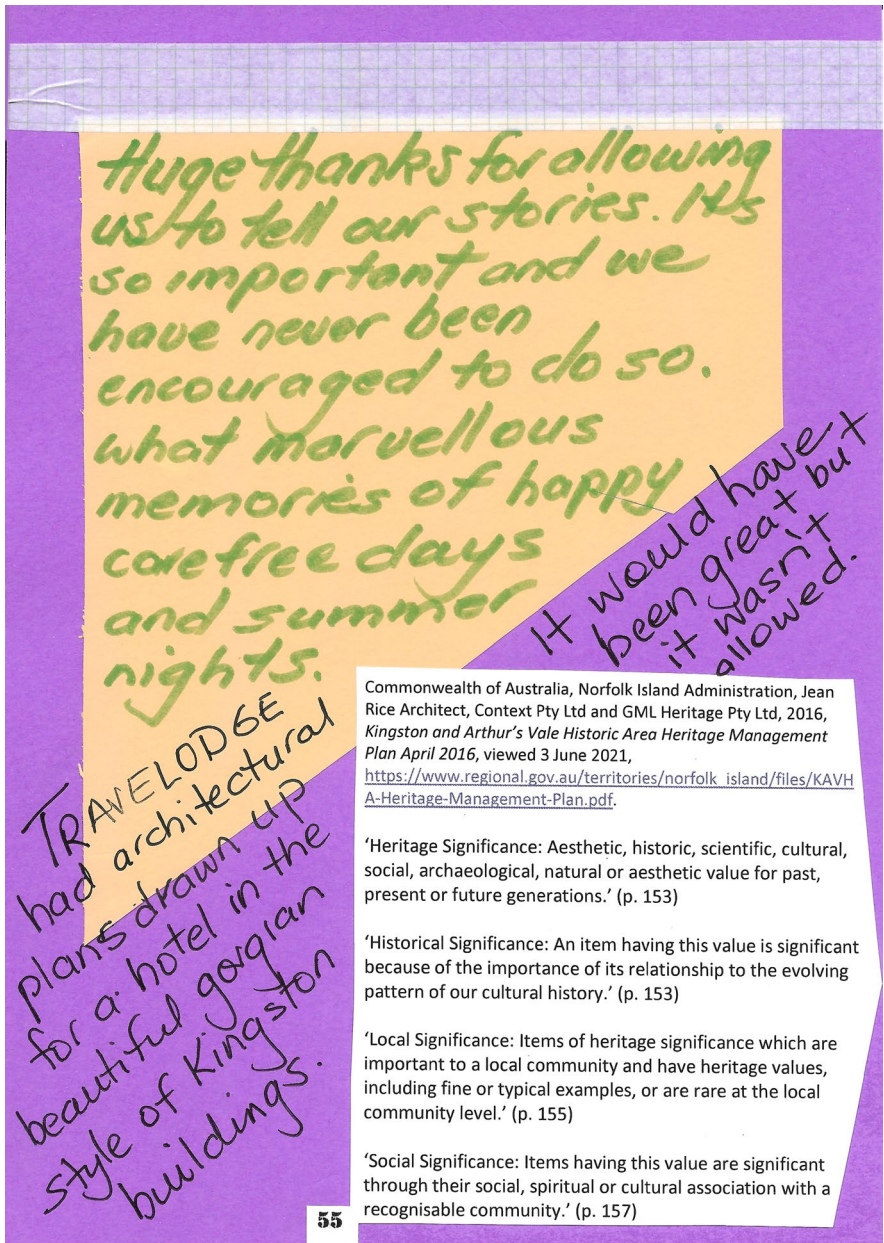 Huge thanks for allowing
us to tell our stories. It's
so important and we
have never been
encouraged to do so.
What marvellous
memories of happy
carefree days
and summer
nights.
It would have
been great but
it wasn't
allowed.
TRAVELODGE
had architectural
plans drawn up
for a hotel in the
beautiful gorgian
style of Kingston
buildings.
Commonwealth of Australia, Norfolk Island Administration, Jean
Rice Architect, Context Pty Ltd and GML Heritage Pty Ltd, 2016,
Kingston and Arthur's Vale Historic Area Heritage Management
Plan April 2016, viewed 3 June 2021,
https://www.regional.gov.au/territories/norfolk_island/files/KAVH
A-Heritage-Management-Plan.pdf.
'Heritage Significance: Aesthetic, historic, scientific, cultural,
social, archaeological, natural or aesthetic value for past,
present or future generations.' (p. 153)
'Historical Significance: An item having this value is significant
because of the importance of its relationship to the evolving
pattern of our cultural history.' (p. 153)
'Local Significance: Items of heritage significance which are
important to a local community and have heritage values,
including fine or typical examples, or are rare at the local
community level.' (p. 155)
'Social Significance: Items having this value are significant
through their social, spiritual or cultural association with a
recognisable community.' (p. 157)
55